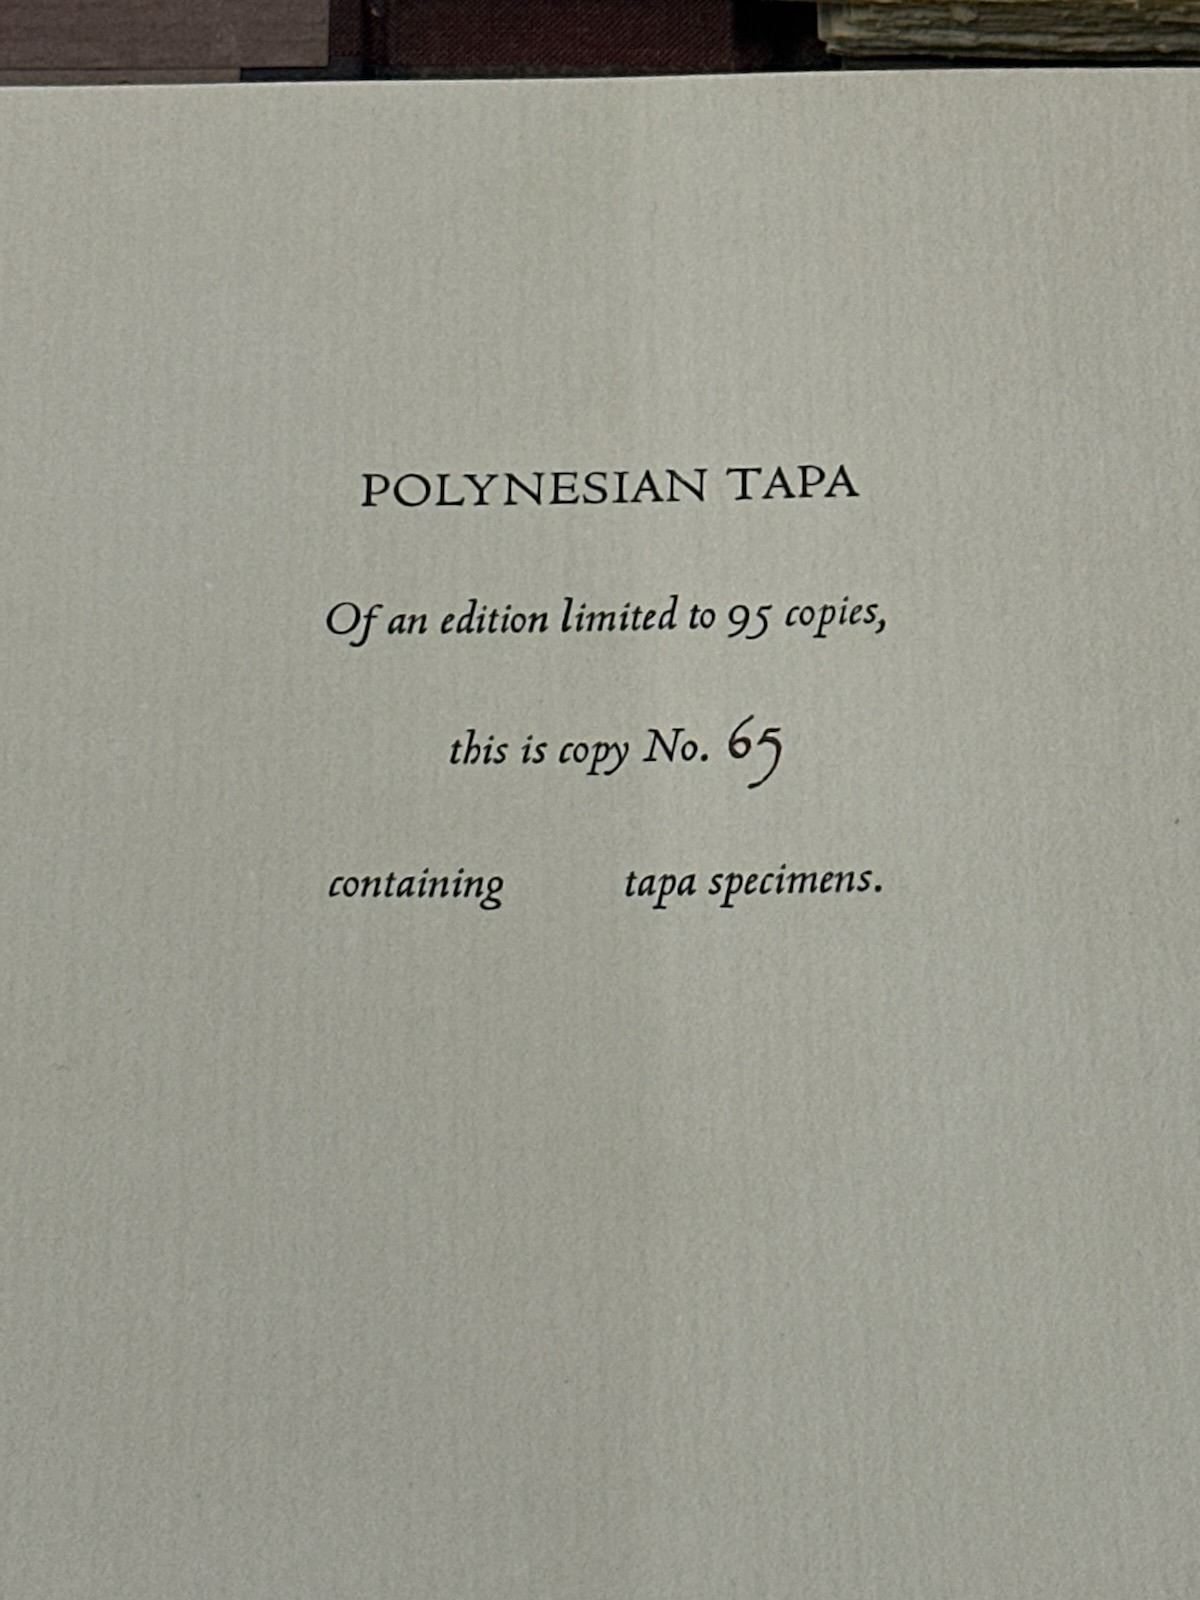 POLYNESIAN TAPA
Of an edition limited to 95 copies,
this is copy No. 65
containing tapa specimens.